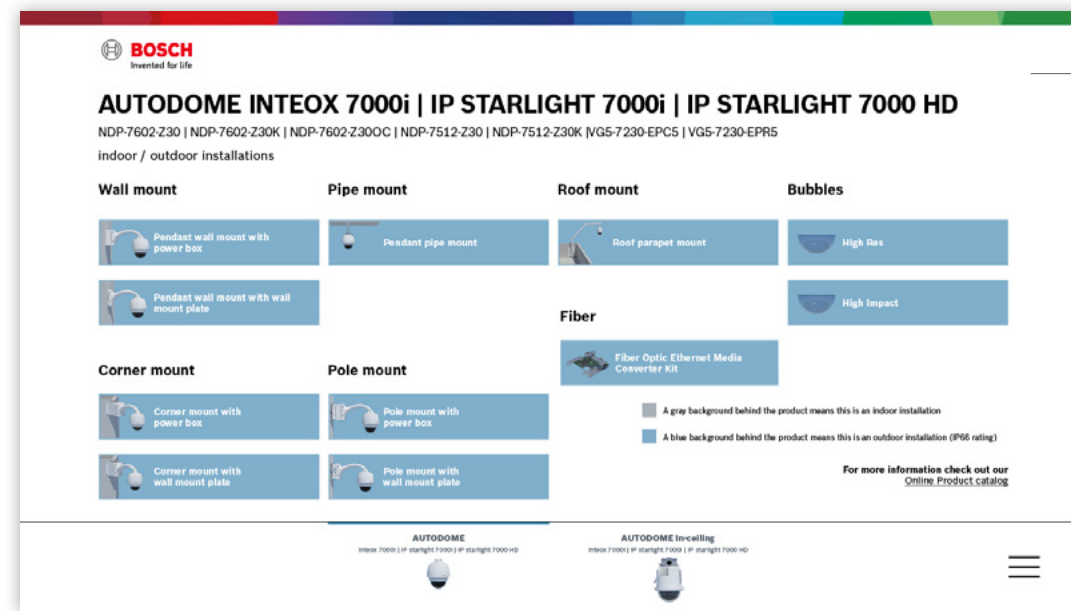 BOSCH
Invented for life
AUTODOME INTEOX 7000i | IP STARLIGHT 7000i | IP STARLIGHT 7000 HD
NDP-7602-Z30 | NDP-7602-Z30K | NDP-7602-Z30OC | NDP-7512-Z30 | NDP-7512-Z30K |VG5-7230-EPC5 | VG5-7230-EPR5
indoor / outdoor installations
Wall mount
Pendant wall mount with
power box
Pendant wall mount with wall
mount plate
Pipe mount
Pendant pipe mount
Roof mount
Roof parapet mount
Bubbles
High Res
High Impact
Fiber
Fiber Optic Ethernet Media
Converter Kit
Corner mount
Corner mount with
power box
Corner mount with
wall mount plate
Pole mount
Pole mount with
power box
Pole mount with
wall mount plate
A gray background behind the product means this is an indoor installation
A blue background behind the product means this is an outdoor installation (IP66 rating)
For more information check out our
Online Product catalog
AUTODOME
Inteox 7000i | IP starlight 7000i | IP starlight 7000 HD
AUTODOME In-ceiling
Inteox 7000i | IP starlight 7000i | IP starlight 7000 HD